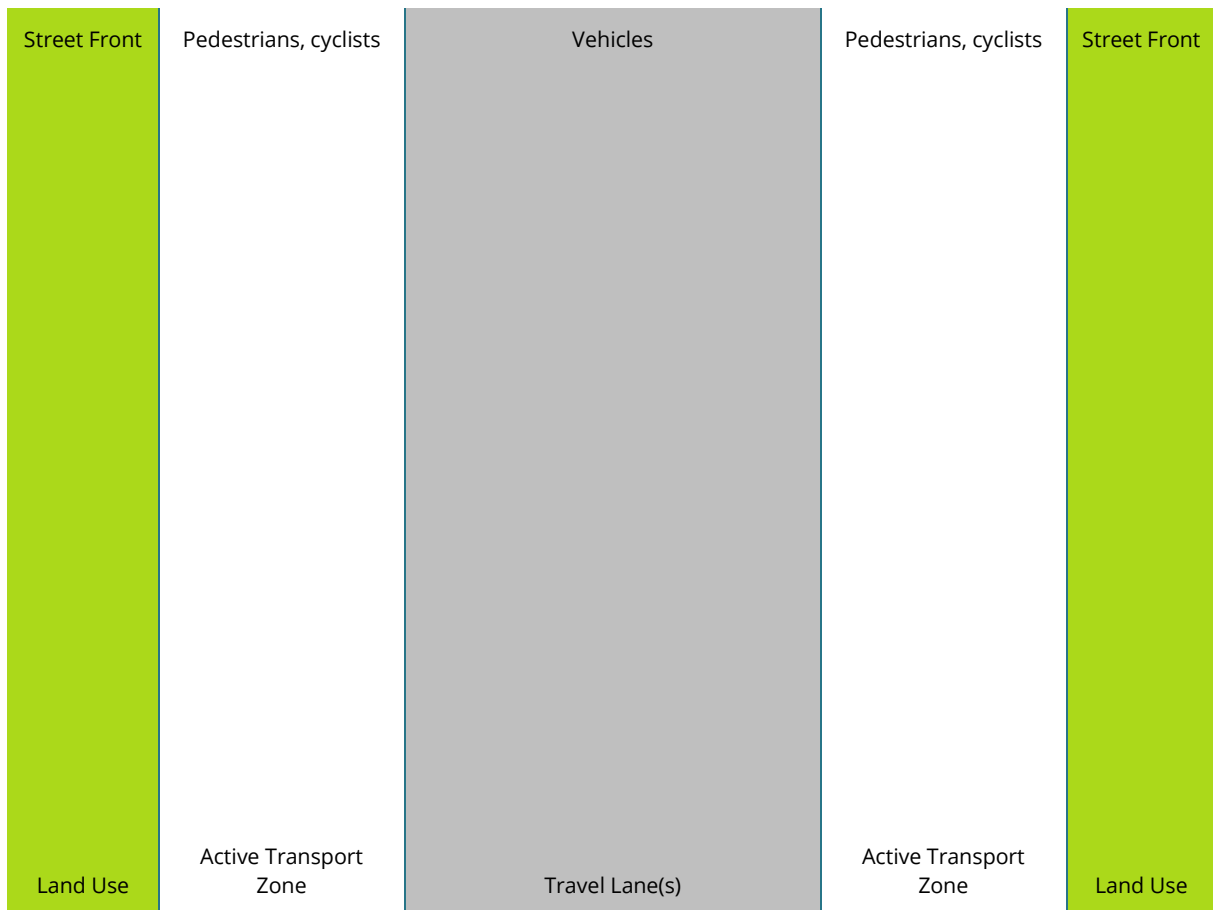 Street Front
Pedestrians, cyclists
Vehicles
Pedestrians, cyclists
Street Front
Land Use
Active Transport
Zone
Travel Lane(s)
Active Transport
Zone
Land Use